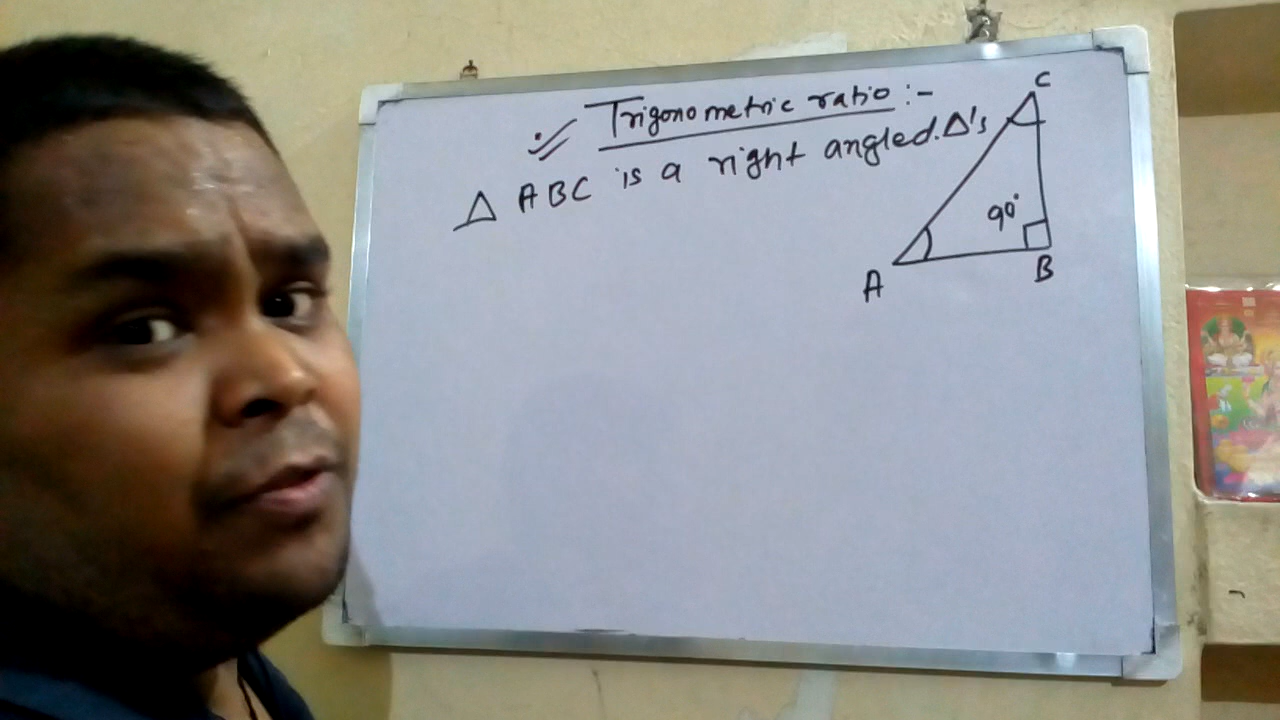 Trigonometric ratio :-
Δ ABC is a right angled. Δ's
C
90°
A
B